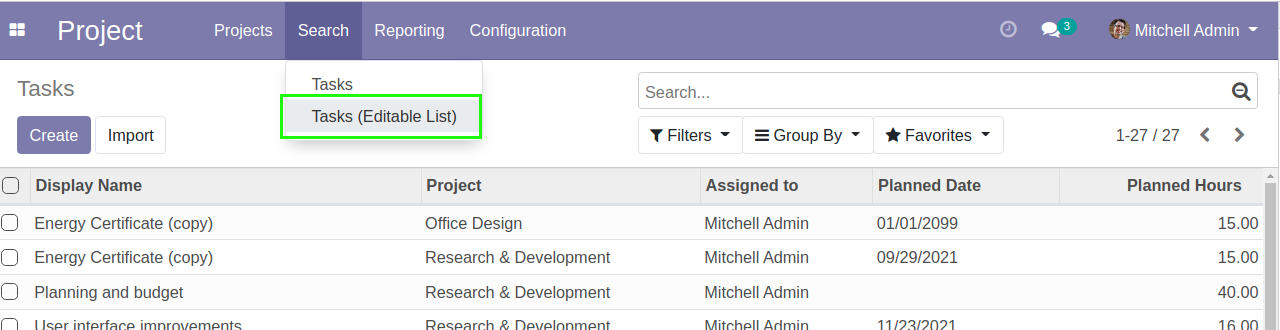 Project Projects Search Reporting Configuration 3 Mitchell Admin
Tasks
Tasks (Editable List)
Tasks
Search...
Create Import
Filters Group By Favorites 1-27 / 27
Display Name Project Assigned to Planned Date Planned Hours
Energy Certificate (copy) Office Design Mitchell Admin 01/01/2099 15.00
Energy Certificate (copy) Research & Development Mitchell Admin 09/29/2021 15.00
Planning and budget Research & Development Mitchell Admin 40.00
User interface improvements Research & Development Mitchell Admin 11/23/2021 16.00